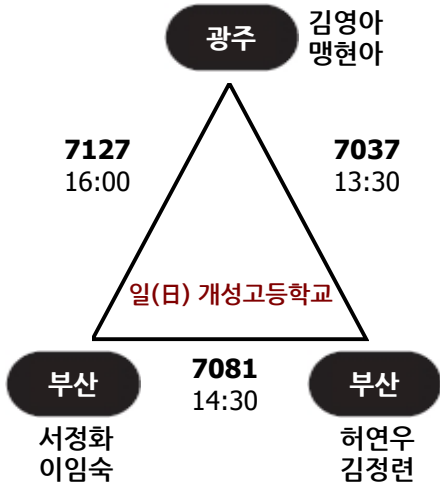 광주
김영아
맹현아
7127
16:00
7037
13:30
일(日) 개성고등학교
부산
7081
14:30
부산
서정화
이임숙
허연우
김정련